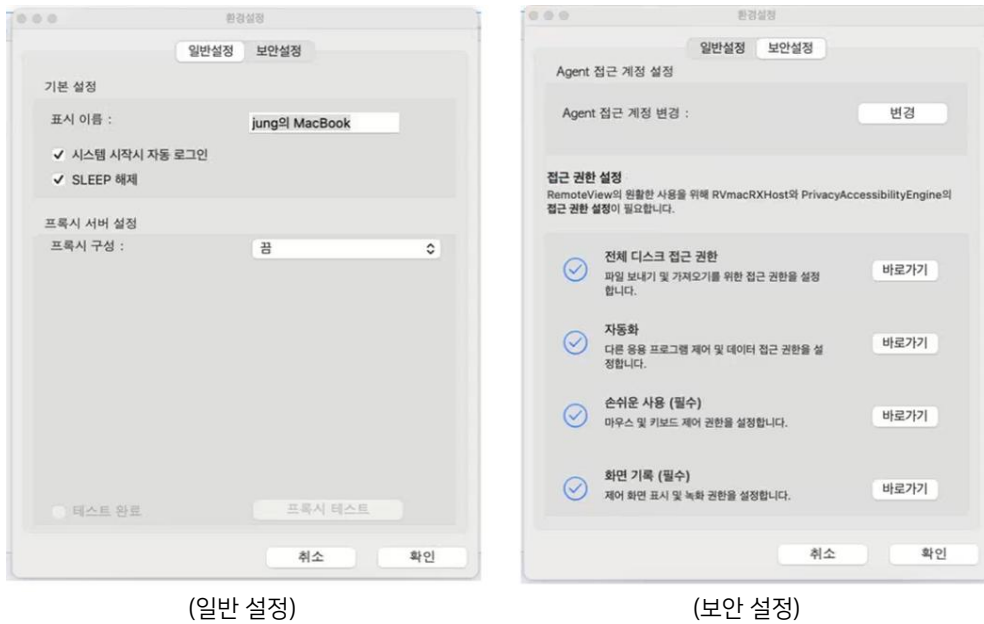 환경설정
일반설정 보안설정
기본 설정
표시 이름 :
jung의 MacBook
시스템 시작시 자동 로그인
SLEEP 해제
프록시 서버 설정
프록시 구성 :
끔
테스트 완료
프록시 테스트
취소 확인
(일반 설정)
환경설정
일반설정 보안설정
Agent 접근 계정 설정
Agent 접근 계정 변경 :
변경
접근 권한 설정
RemoteView의 원활한 사용을 위해 RVmacRXHost와 PrivacyAccessibilityEngine의
접근 권한 설정이 필요합니다.
전체 디스크 접근 권한
파일 보내기 및 가져오기를 위한 접근 권한을 설정
합니다.
바로가기
자동화
다른 응용 프로그램 제어 및 데이터 접근 권한을 설
정합니다.
바로가기
손쉬운 사용 (필수)
마우스 및 키보드 제어 권한을 설정합니다.
바로가기
화면 기록 (필수)
제어 화면 표시 및 녹화 권한을 설정합니다.
바로가기
취소 확인
(보안 설정)